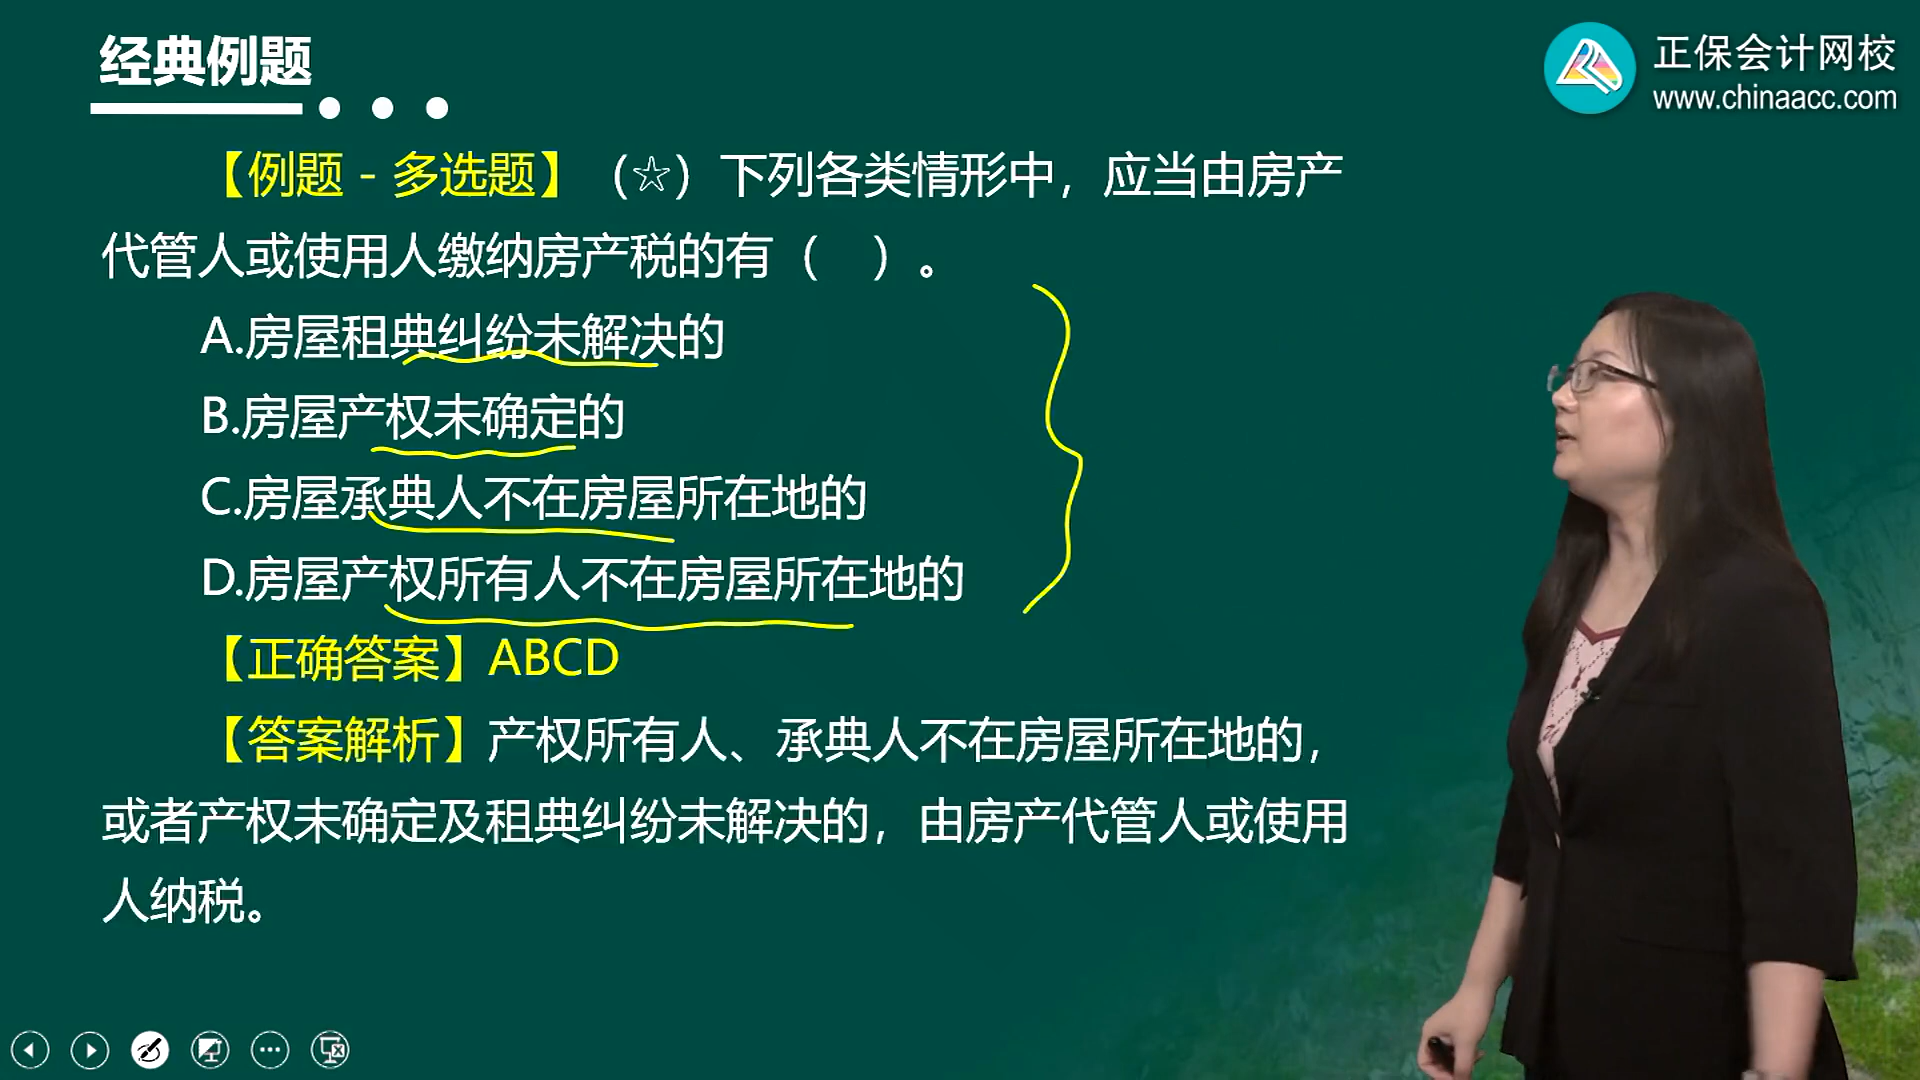 经典例题
正保会计网校
www.chinaacc.com
【例题-多选题】（☆）下列各类情形中，应当由房产
代管人或使用人缴纳房产税的有（ ）。
A.房屋租典纠纷未解决的
B.房屋产权未确定的
C.房屋承典人不在房屋所在地的
D.房屋产权所有人不在房屋所在地的
【正确答案】ABCD
【答案解析】产权所有人、承典人不在房屋所在地的，
或者产权未确定及租典纠纷未解决的，由房产代管人或使用
人纳税。